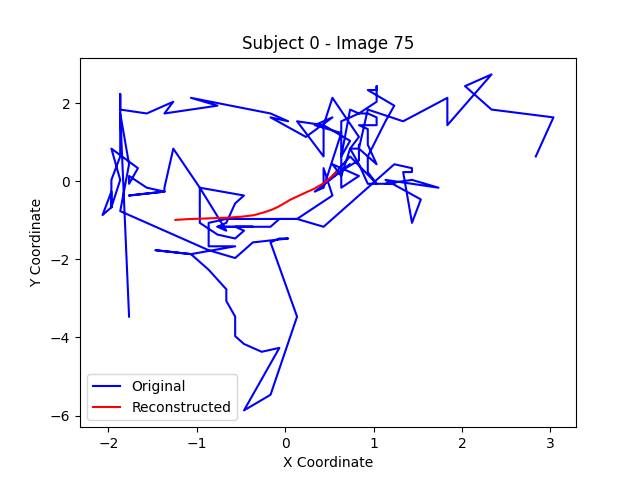 Subject 0 - Image 75
Y Coordinate
2
0
−2
−4
−6
Original
Reconstructed
−2 −1 0 1 2 3
X Coordinate